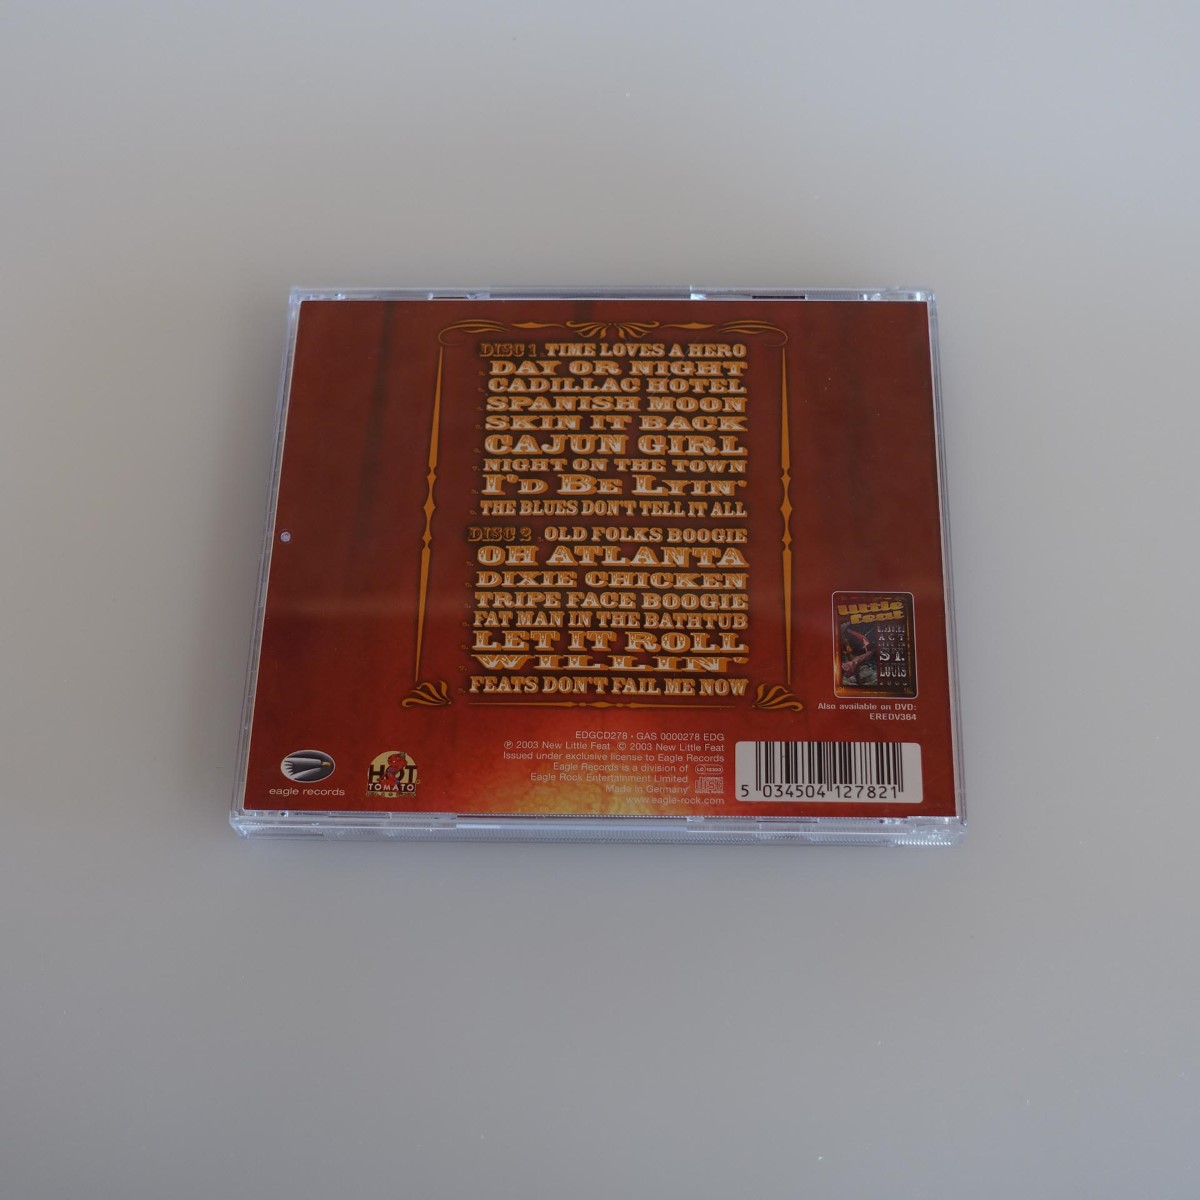 DISC 1 TIME LOVES A HERO
DAY OR NIGHT
CADILLAC HOTEL
SPANISH MOON
SKIN IT BACK
CAJUN GIRL
NIGHT ON THE TOWN
I'D BE LYIN'
THE BLUES DON'T TELL IT ALL
DISC 2 OLD FOLKS BOOGIE
OH ATLANTA
DIXIE CHICKEN
TRIPE FACE BOOGIE
FAT MAN IN THE BATHTUB
LET IT ROLL
WILLIN'
FEATS DON'T FAIL ME NOW
little
feat
ACT
ST.
LOUIS
Also available on DVD:
EREDV364
eagle records
HOT
TOMATO
EDGCD278 · GAS 0000278 EDG
℗ 2003 New Little Feat © 2003 New Little Feat
Issued under exclusive license to Eagle Records
Eagle Records is a division of
Eagle Rock Entertainment Limited
Made in Germany
www.eagle-rock.com
5 034504 127821